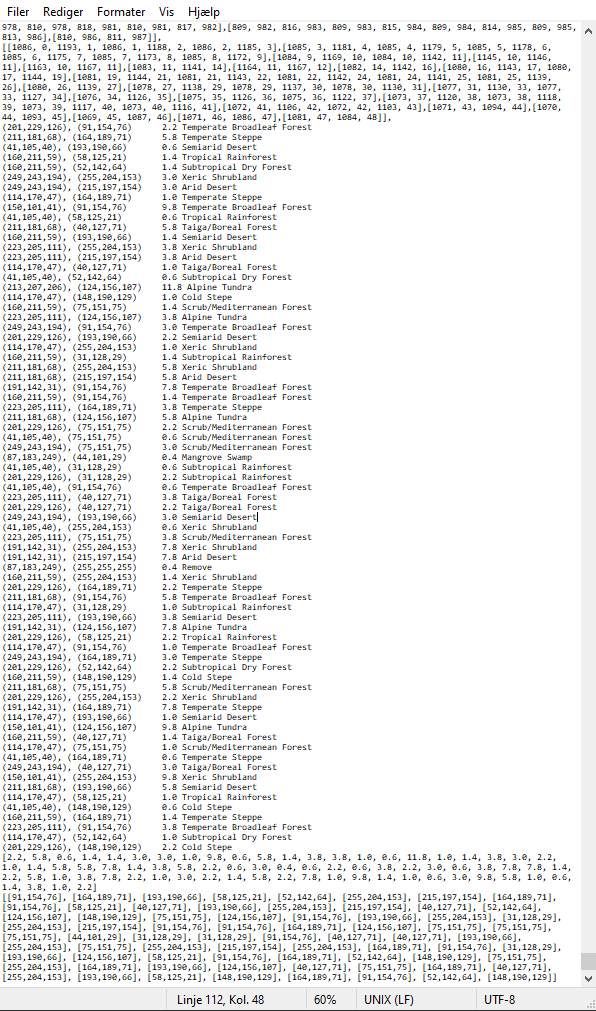 Filer Rediger Formater Vis Hjælp
978, 810, 978, 818, 981, 810, 981, 817, 982],[809, 982, 816, 983, 809, 983, 815, 984, 809, 984, 814, 985, 809, 985,
813, 986],[810, 986, 811, 987]],
[[1086, 0, 1193, 1, 1086, 1, 1188, 2, 1086, 2, 1185, 3],[1085, 3, 1181, 4, 1085, 4, 1179, 5, 1085, 5, 1178, 6,
1085, 6, 1175, 7, 1085, 7, 1173, 8, 1085, 8, 1172, 9],[1084, 9, 1169, 10, 1084, 10, 1142, 11],[1145, 10, 1146,
11],[1163, 10, 1167, 11],[1083, 11, 1141, 14],[1164, 11, 1167, 12],[1082, 14, 1142, 16],[1080, 16, 1143, 17, 1080,
17, 1144, 19],[1081, 19, 1144, 21, 1081, 21, 1143, 22, 1081, 22, 1142, 24, 1081, 24, 1141, 25, 1081, 25, 1139,
26],[1080, 26, 1139, 27],[1078, 27, 1138, 29, 1078, 29, 1137, 30, 1078, 30, 1130, 31],[1077, 31, 1130, 33, 1077,
33, 1127, 34],[1076, 34, 1126, 35],[1075, 35, 1126, 36, 1075, 36, 1122, 37],[1073, 37, 1120, 38, 1073, 38, 1118,
39, 1073, 39, 1117, 40, 1073, 40, 1116, 41],[1072, 41, 1106, 42, 1072, 42, 1103, 43],[1071, 43, 1094, 44],[1070,
44, 1093, 45],[1069, 45, 1087, 46],[1071, 46, 1086, 47],[1081, 47, 1084, 48]],
(201,229,126), (91,154,76) 2.2 Temperate Broadleaf Forest
(211,181,68), (164,189,71) 5.8 Temperate Steppe
(41,105,40), (193,190,66) 0.6 Semiarid Desert
(160,211,59), (58,125,21) 1.4 Tropical Rainforest
(160,211,59), (52,142,64) 1.4 Subtropical Dry Forest
(249,243,194), (255,204,153) 3.0 Xeric Shrubland
(249,243,194), (215,197,154) 3.0 Arid Desert
(114,170,47), (164,189,71) 1.0 Temperate Steppe
(150,101,41), (91,154,76) 9.8 Temperate Broadleaf Forest
(41,105,40), (58,125,21) 0.6 Tropical Rainforest
(211,181,68), (40,127,71) 5.8 Taiga/Boreal Forest
(160,211,59), (193,190,66) 1.4 Semiarid Desert
(223,205,111), (255,204,153) 3.8 Xeric Shrubland
(223,205,111), (215,197,154) 3.8 Arid Desert
(114,170,47), (40,127,71) 1.0 Taiga/Boreal Forest
(41,105,40), (52,142,64) 0.6 Subtropical Dry Forest
(213,207,206), (124,156,107) 11.8 Alpine Tundra
(114,170,47), (148,190,129) 1.0 Cold Stepe
(160,211,59), (75,151,75) 1.4 Scrub/Mediterranean Forest
(223,205,111), (124,156,107) 3.8 Alpine Tundra
(249,243,194), (91,154,76) 3.0 Temperate Broadleaf Forest
(201,229,126), (193,190,66) 2.2 Semiarid Desert
(114,170,47), (255,204,153) 1.0 Xeric Shrubland
(160,211,59), (31,128,29) 1.4 Subtropical Rainforest
(211,181,68), (255,204,153) 5.8 Xeric Shrubland
(211,181,68), (215,197,154) 5.8 Arid Desert
(191,142,31), (91,154,76) 7.8 Temperate Broadleaf Forest
(160,211,59), (91,154,76) 1.4 Temperate Broadleaf Forest
(223,205,111), (164,189,71) 3.8 Temperate Steppe
(211,181,68), (124,156,107) 5.8 Alpine Tundra
(201,229,126), (75,151,75) 2.2 Scrub/Mediterranean Forest
(41,105,40), (75,151,75) 0.6 Scrub/Mediterranean Forest
(249,243,194), (75,151,75) 3.0 Scrub/Mediterranean Forest
(87,183,249), (44,101,29) 0.4 Mangrove Swamp
(41,105,40), (31,128,29) 0.6 Subtropical Rainforest
(201,229,126), (31,128,29) 2.2 Subtropical Rainforest
(41,105,40), (91,154,76) 0.6 Temperate Broadleaf Forest
(223,205,111), (40,127,71) 3.8 Taiga/Boreal Forest
(201,229,126), (40,127,71) 2.2 Taiga/Boreal Forest
(249,243,194), (193,190,66) 3.0 Semiarid Desert
(41,105,40), (255,204,153) 0.6 Xeric Shrubland
(223,205,111), (75,151,75) 3.8 Scrub/Mediterranean Forest
(191,142,31), (255,204,153) 7.8 Xeric Shrubland
(191,142,31), (215,197,154) 7.8 Arid Desert
(87,183,249), (255,255,255) 0.4 Remove
(160,211,59), (255,204,153) 1.4 Xeric Shrubland
(201,229,126), (164,189,71) 2.2 Temperate Steppe
(211,181,68), (91,154,76) 5.8 Temperate Broadleaf Forest
(114,170,47), (31,128,29) 1.0 Subtropical Rainforest
(223,205,111), (193,190,66) 3.8 Semiarid Desert
(191,142,31), (124,156,107) 7.8 Alpine Tundra
(201,229,126), (58,125,21) 2.2 Tropical Rainforest
(114,170,47), (91,154,76) 1.0 Temperate Broadleaf Forest
(249,243,194), (164,189,71) 3.0 Temperate Steppe
(201,229,126), (52,142,64) 2.2 Subtropical Dry Forest
(160,211,59), (148,190,129) 1.4 Cold Stepe
(211,181,68), (75,151,75) 5.8 Scrub/Mediterranean Forest
(201,229,126), (255,204,153) 2.2 Xeric Shrubland
(191,142,31), (164,189,71) 7.8 Temperate Steppe
(114,170,47), (193,190,66) 1.0 Semiarid Desert
(150,101,41), (124,156,107) 9.8 Alpine Tundra
(160,211,59), (40,127,71) 1.4 Taiga/Boreal Forest
(114,170,47), (75,151,75) 1.0 Scrub/Mediterranean Forest
(41,105,40), (164,189,71) 0.6 Temperate Steppe
(249,243,194), (40,127,71) 3.0 Taiga/Boreal Forest
(150,101,41), (255,204,153) 9.8 Xeric Shrubland
(211,181,68), (193,190,66) 5.8 Semiarid Desert
(114,170,47), (58,125,21) 1.0 Tropical Rainforest
(41,105,40), (148,190,129) 0.6 Cold Stepe
(160,211,59), (164,189,71) 1.4 Temperate Steppe
(223,205,111), (91,154,76) 3.8 Temperate Broadleaf Forest
(114,170,47), (52,142,64) 1.0 Subtropical Dry Forest
(201,229,126), (148,190,129) 2.2 Cold Stepe
[2.2, 5.8, 0.6, 1.4, 1.4, 3.0, 3.0, 1.0, 9.8, 0.6, 5.8, 1.4, 3.8, 3.8, 1.0, 0.6, 11.8, 1.0, 1.4, 3.8, 3.0, 2.2,
1.0, 1.4, 5.8, 5.8, 7.8, 1.4, 3.8, 5.8, 2.2, 0.6, 3.0, 0.4, 0.6, 2.2, 0.6, 3.8, 2.2, 3.0, 0.6, 3.8, 7.8, 7.8, 1.4,
2.2, 5.8, 1.0, 3.8, 7.8, 2.2, 1.0, 3.0, 2.2, 1.4, 5.8, 2.2, 7.8, 1.0, 9.8, 1.4, 1.0, 0.6, 3.0, 9.8, 5.8, 1.0, 0.6,
1.4, 3.8, 1.0, 2.2]
[[91,154,76], [164,189,71], [193,190,66], [58,125,21], [52,142,64], [255,204,153], [215,197,154], [164,189,71],
[91,154,76], [58,125,21], [40,127,71], [193,190,66], [255,204,153], [215,197,154], [40,127,71], [52,142,64],
[124,156,107], [148,190,129], [75,151,75], [124,156,107], [91,154,76], [193,190,66], [255,204,153], [31,128,29],
[255,204,153], [215,197,154], [91,154,76], [91,154,76], [164,189,71], [124,156,107], [75,151,75], [75,151,75],
[75,151,75], [44,101,29], [31,128,29], [31,128,29], [91,154,76], [40,127,71], [40,127,71], [193,190,66],
[255,204,153], [75,151,75], [255,204,153], [215,197,154], [255,204,153], [164,189,71], [91,154,76], [31,128,29],
[193,190,66], [124,156,107], [58,125,21], [91,154,76], [164,189,71], [52,142,64], [148,190,129], [75,151,75],
[255,204,153], [164,189,71], [193,190,66], [124,156,107], [40,127,71], [75,151,75], [164,189,71], [40,127,71],
[255,204,153], [193,190,66], [58,125,21], [148,190,129], [164,189,71], [91,154,76], [52,142,64], [148,190,129]]
Linje 112, Kol. 48 60% UNIX (LF) UTF-8